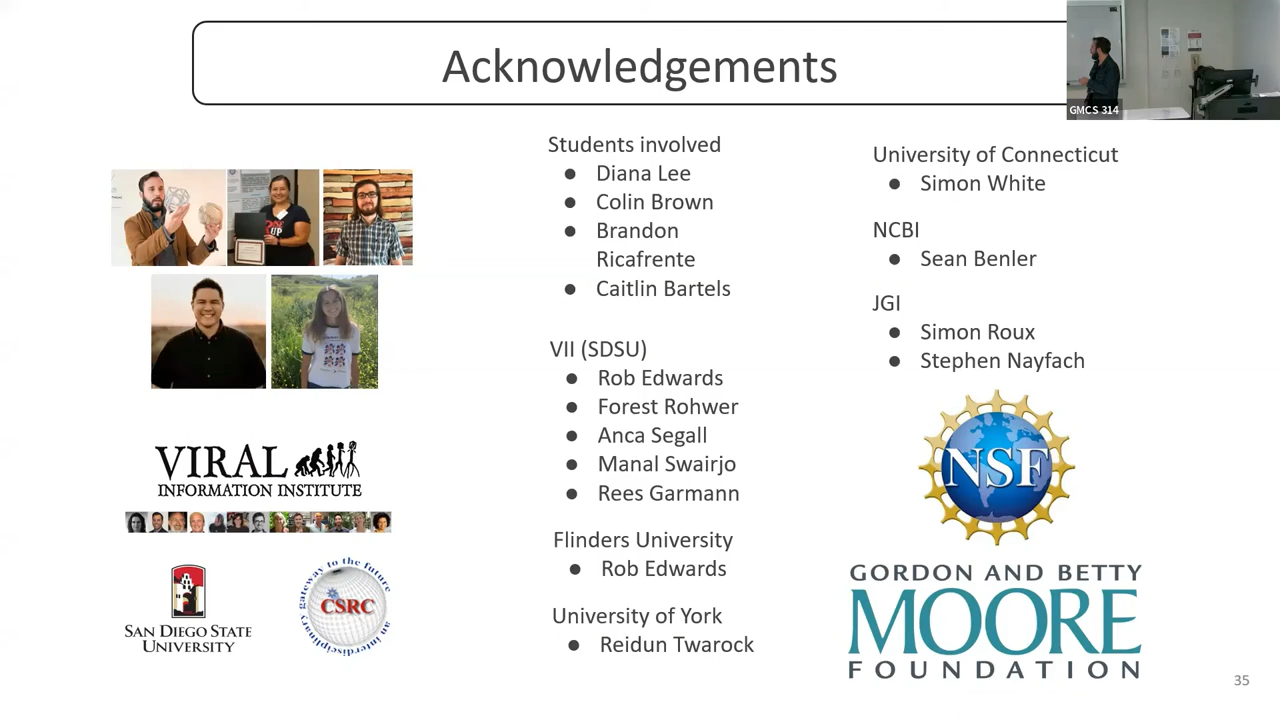 Acknowledgements
GMCS 314
Students involved
● Diana Lee
● Colin Brown
● Brandon
Ricafrente
● Caitlin Bartels
VII (SDSU)
● Rob Edwards
● Forest Rohwer
● Anca Segall
● Manal Swairjo
● Rees Garmann
Flinders University
● Rob Edwards
University of York
● Reidun Twarock
University of Connecticut
● Simon White
NCBI
● Sean Benler
JGI
● Simon Roux
● Stephen Nayfach
UP
VIRAL
INFORMATION INSTITUTE
SAN DIEGO STATE
UNIVERSITY
gateway to the future
CSRC
an interdisciplinary
NSF
GORDON AND BETTY
MOORE
FOUNDATION
35